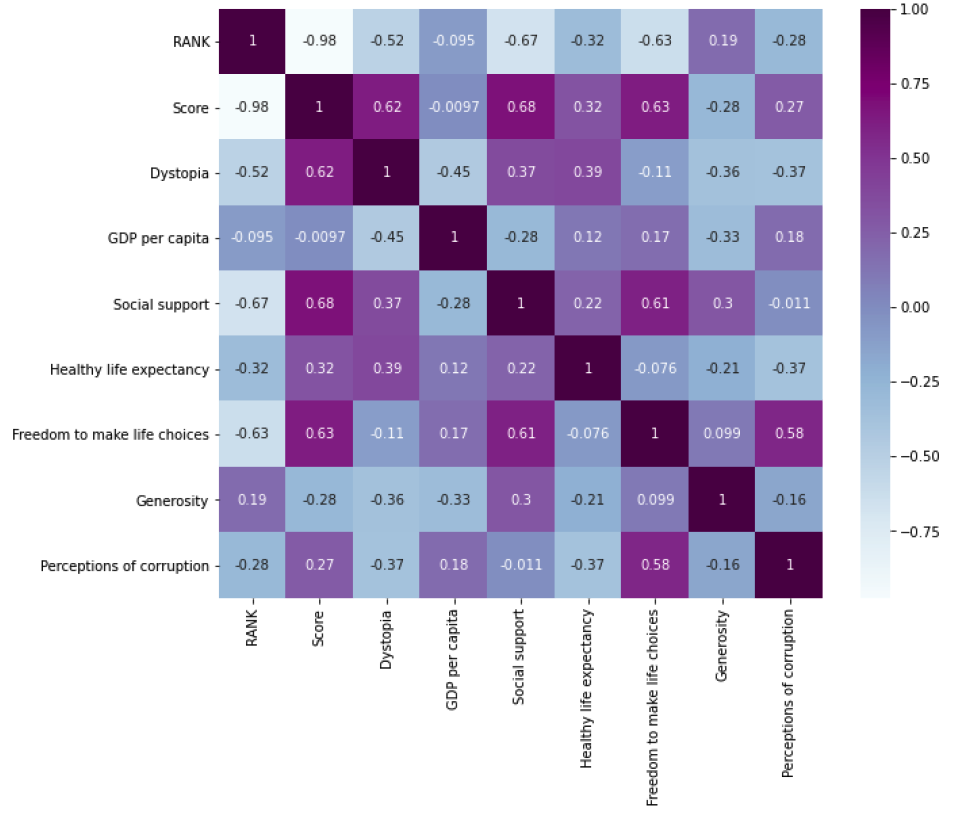 RANK 1 -0.98 -0.52 -0.095 -0.67 -0.32 -0.63 0.19 -0.28
Score -0.98 1 0.62 -0.0097 0.68 0.32 0.63 -0.28 0.27
Dystopia -0.52 0.62 1 -0.45 0.37 0.39 -0.11 -0.36 -0.37
GDP per capita -0.095 -0.0097 -0.45 1 -0.28 0.12 0.17 -0.33 0.18
Social support -0.67 0.68 0.37 -0.28 1 0.22 0.61 0.3 -0.011
Healthy life expectancy -0.32 0.32 0.39 0.12 0.22 1 -0.076 -0.21 -0.37
Freedom to make life choices -0.63 0.63 -0.11 0.17 0.61 -0.076 1 0.099 0.58
Generosity 0.19 -0.28 -0.36 -0.33 0.3 -0.21 0.099 1 -0.16
Perceptions of corruption -0.28 0.27 -0.37 0.18 -0.011 -0.37 0.58 -0.16 1
RANK
Score
Dystopia
GDP per capita
Social support
Healthy life expectancy
Freedom to make life choices
Generosity
Perceptions of corruption
1.00
0.75
0.50
0.25
0.00
−0.25
−0.50
−0.75